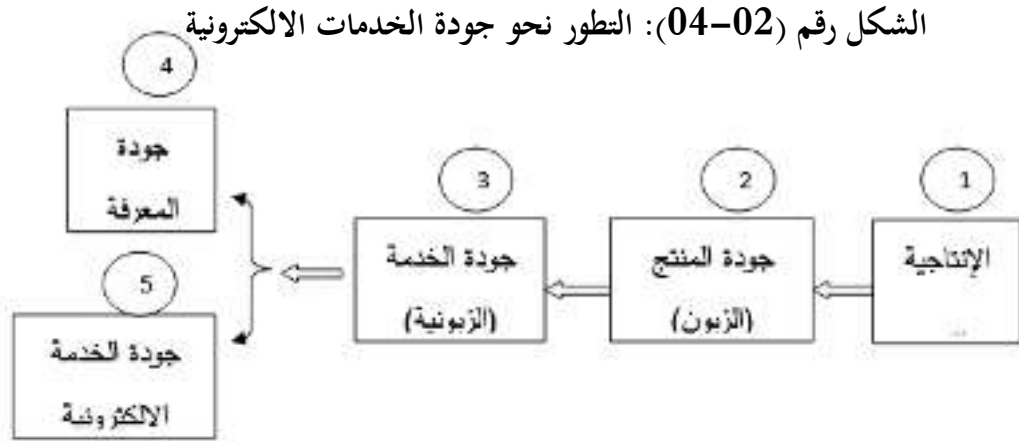 الشكل رقم (02-04): التطور نحو جودة الخدمات الالكترونية
1
الإنتاجية
...
2
جودة المنتج
(الزبون)
3
جودة الخدمة
(الزبونية)
4
جودة
المعرفة
5
جودة الخدمة
الالكترونية